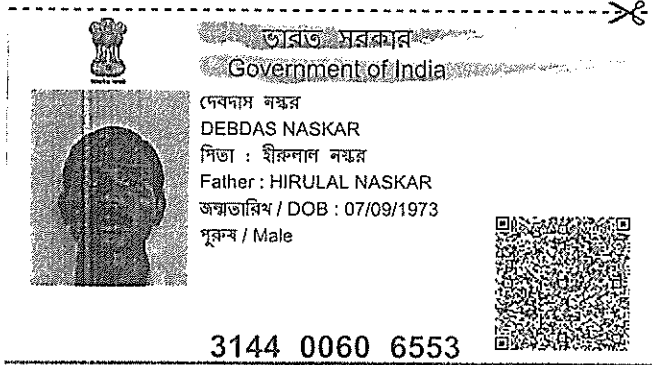 ভারত সরকার
Government of India
দেবদাস নস্কর
DEBDAS NASKAR
পিতা : হীরুলাল নস্কর
Father : HIRULAL NASKAR
জন্মতারিখ / DOB : 07/09/1973
পুরুষ / Male
3144 0060 6553